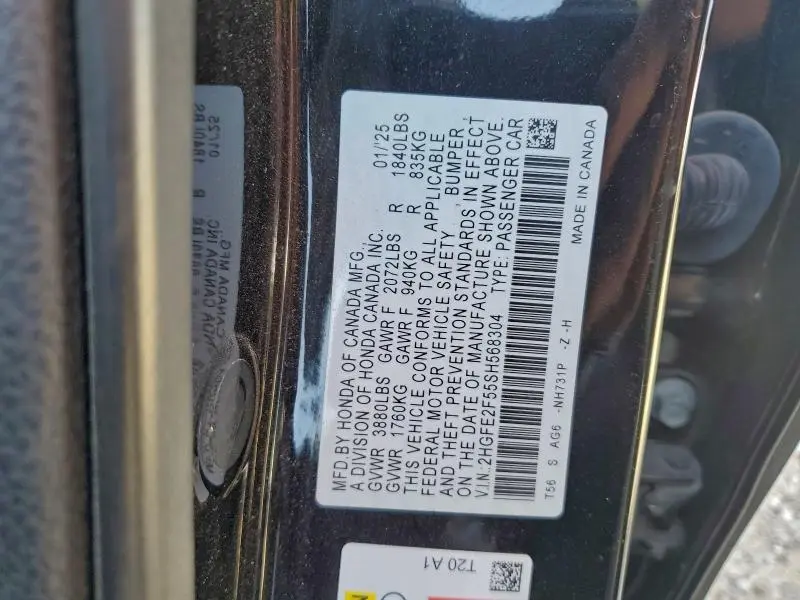 MFD.BY HONDA OF CANADA MFG.,
A DIVISION OF HONDA CANADA INC. 01/'25
GVWR 3880LBS GAWR F 2072LBS R 1840LBS
GVWR 1760KG GAWR F 940KG R 835KG
THIS VEHICLE CONFORMS TO ALL APPLICABLE
FEDERAL MOTOR VEHICLE SAFETY , BUMPER ,
AND THEFT PREVENTION STANDARDS IN EFFECT
ON THE DATE OF MANUFACTURE SHOWN ABOVE.
V.I.N:2HGFE2F55SH568304 TYPE: PASSENGER CAR
T56 S AG6 -NH731P -Z -H MADE IN CANADA
T20 A1